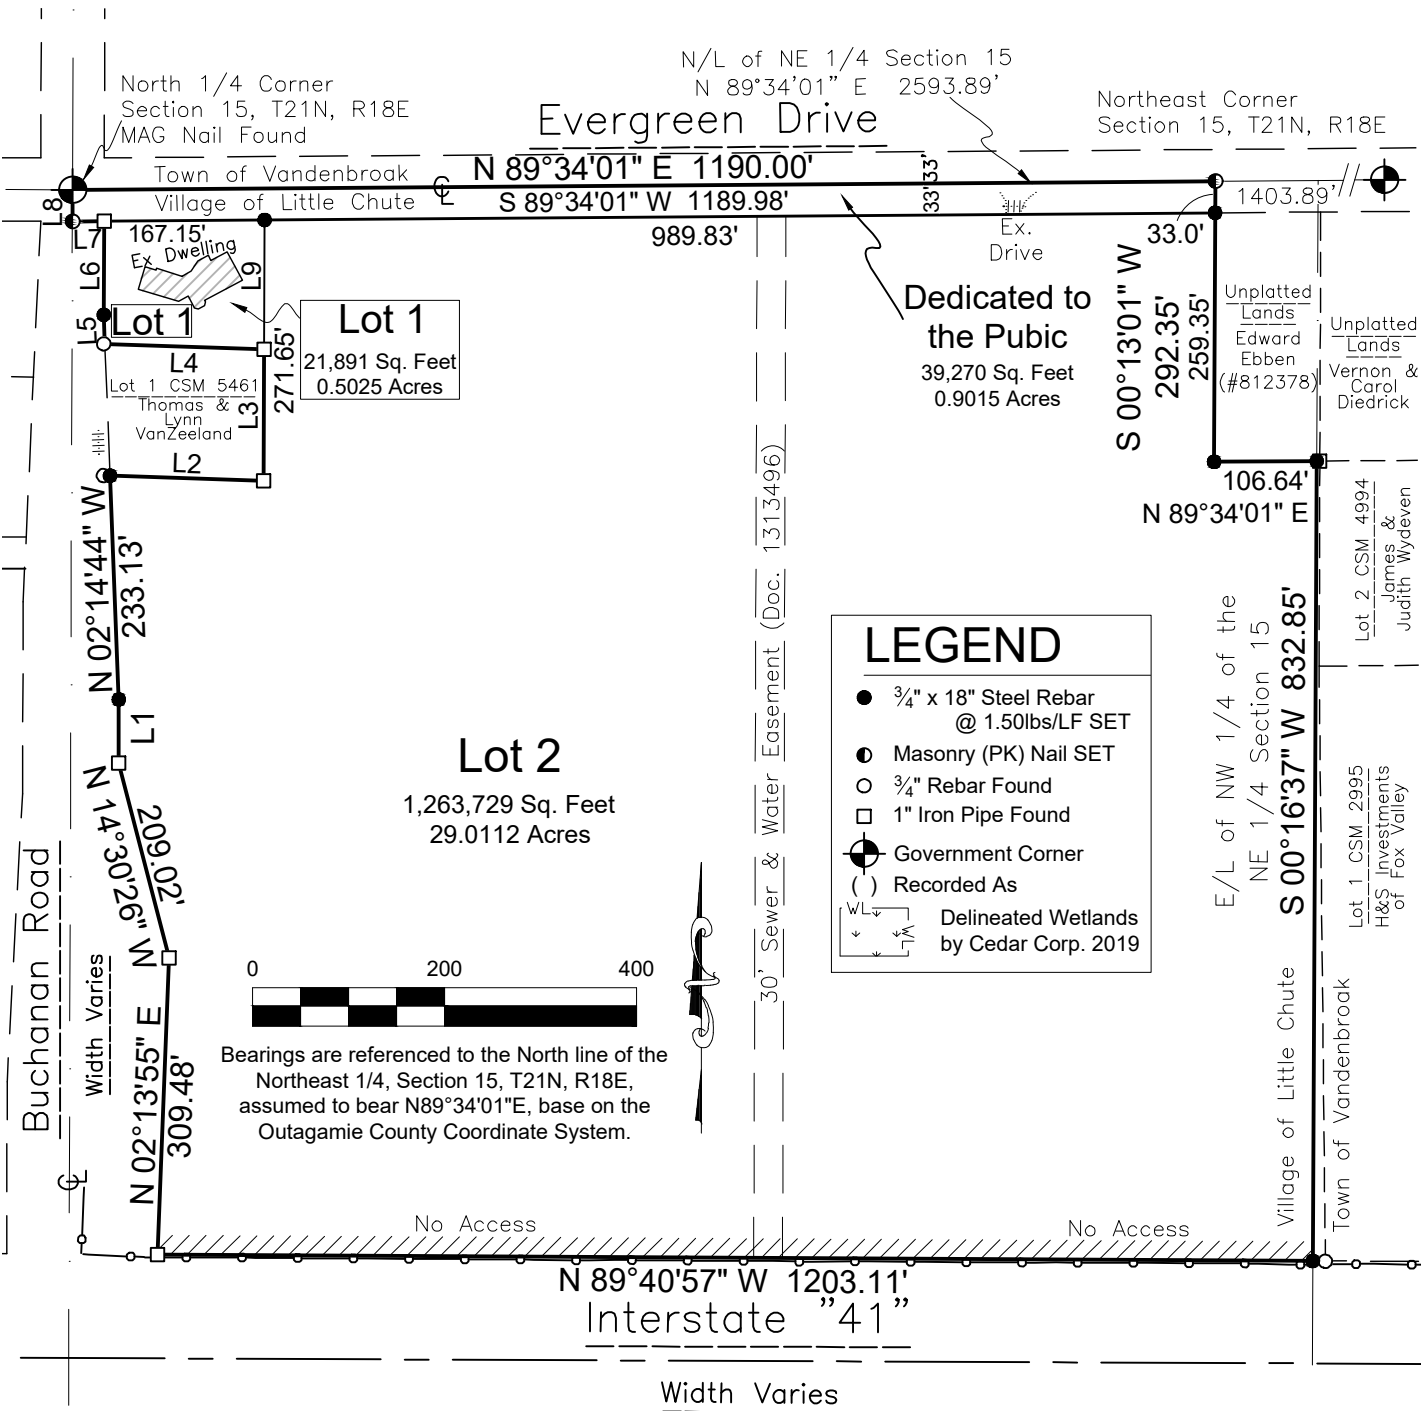 N/L of NE 1/4 Section 15
N 89°34'01" E 2593.89'
North 1/4 Corner
Section 15, T21N, R18E
MAG Nail Found
Northeast Corner
Section 15, T21N, R18E
Evergreen Drive
N 89°34'01" E 1190.00'
Town of Vandenbroak
Village of Little Chute
S 89°34'01" W 1189.98'
33'
33'
1403.89'
L8
L7
167.15'
989.83'
33.0'
Ex.
Drive
Ex Dwelling
L6
L9
L5
Lot 1
L4
Lot 1
21,891 Sq. Feet
0.5025 Acres
271.65'
L3
Lot 1 CSM 5461
Thomas &
Lynn
VanZeeland
L2
Dedicated to
the Pubic
39,270 Sq. Feet
0.9015 Acres
S 00°13'01" W
292.35'
259.35'
Unplatted
Lands
Edward
Ebben
(#812378)
Unplatted
Lands
Vernon &
Carol
Diedrick
106.64'
N 89°34'01" E
Lot 2 CSM 4994
James &
Judith Wydeven
N 02°14'44" W
233.13'
L1
N 14°30'26" W
209.02'
N 02°13'55" E
309.48'
Buchanan Road
Width Varies
Lot 2
1,263,729 Sq. Feet
29.0112 Acres
30' Sewer & Water Easement (Doc. 1313496)
LEGEND
¾" x 18" Steel Rebar
@ 1.50lbs/LF SET
Masonry (PK) Nail SET
¾" Rebar Found
1" Iron Pipe Found
Government Corner
( ) Recorded As
WL
WL
Delineated Wetlands
by Cedar Corp. 2019
E/L of NW 1/4 of the
NE 1/4 Section 15
S 00°16'37" W 832.85'
Lot 1 CSM 2995
H&S Investments
of Fox Valley
Village of Little Chute
Town of Vandenbroak
0 200 400
Bearings are referenced to the North line of the
Northeast 1/4, Section 15, T21N, R18E,
assumed to bear N89°34'01"E, base on the
Outagamie County Coordinate System.
No Access
No Access
N 89°40'57" W 1203.11'
Interstate "41"
Width Varies